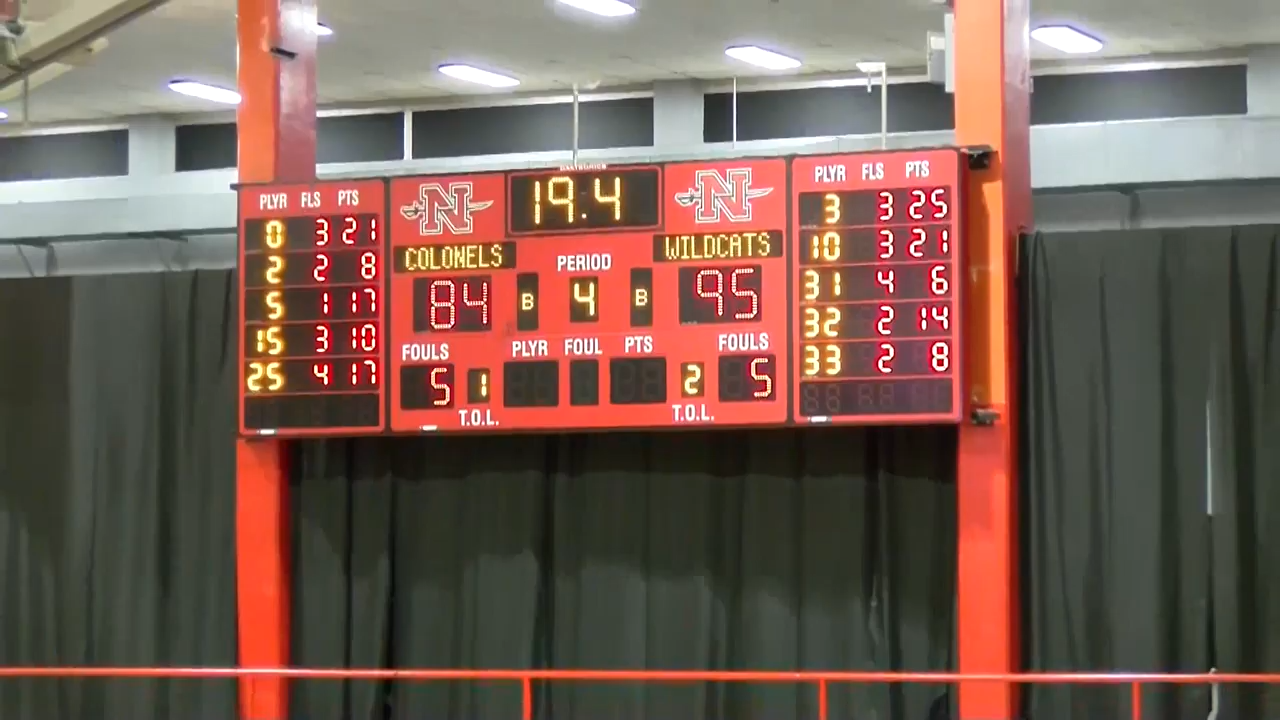 PLYR FLS PTS
0 3 21
2 2 8
5 1 17
15 3 10
25 4 17
N
19.4
N
COLONELS
WILDCATS
PERIOD
84 B 4 B 95
FOULS PLYR FOUL PTS FOULS
5 1 2 5
T.O.L. T.O.L.
PLYR FLS PTS
3 3 25
10 3 21
31 4 6
32 2 14
33 2 8